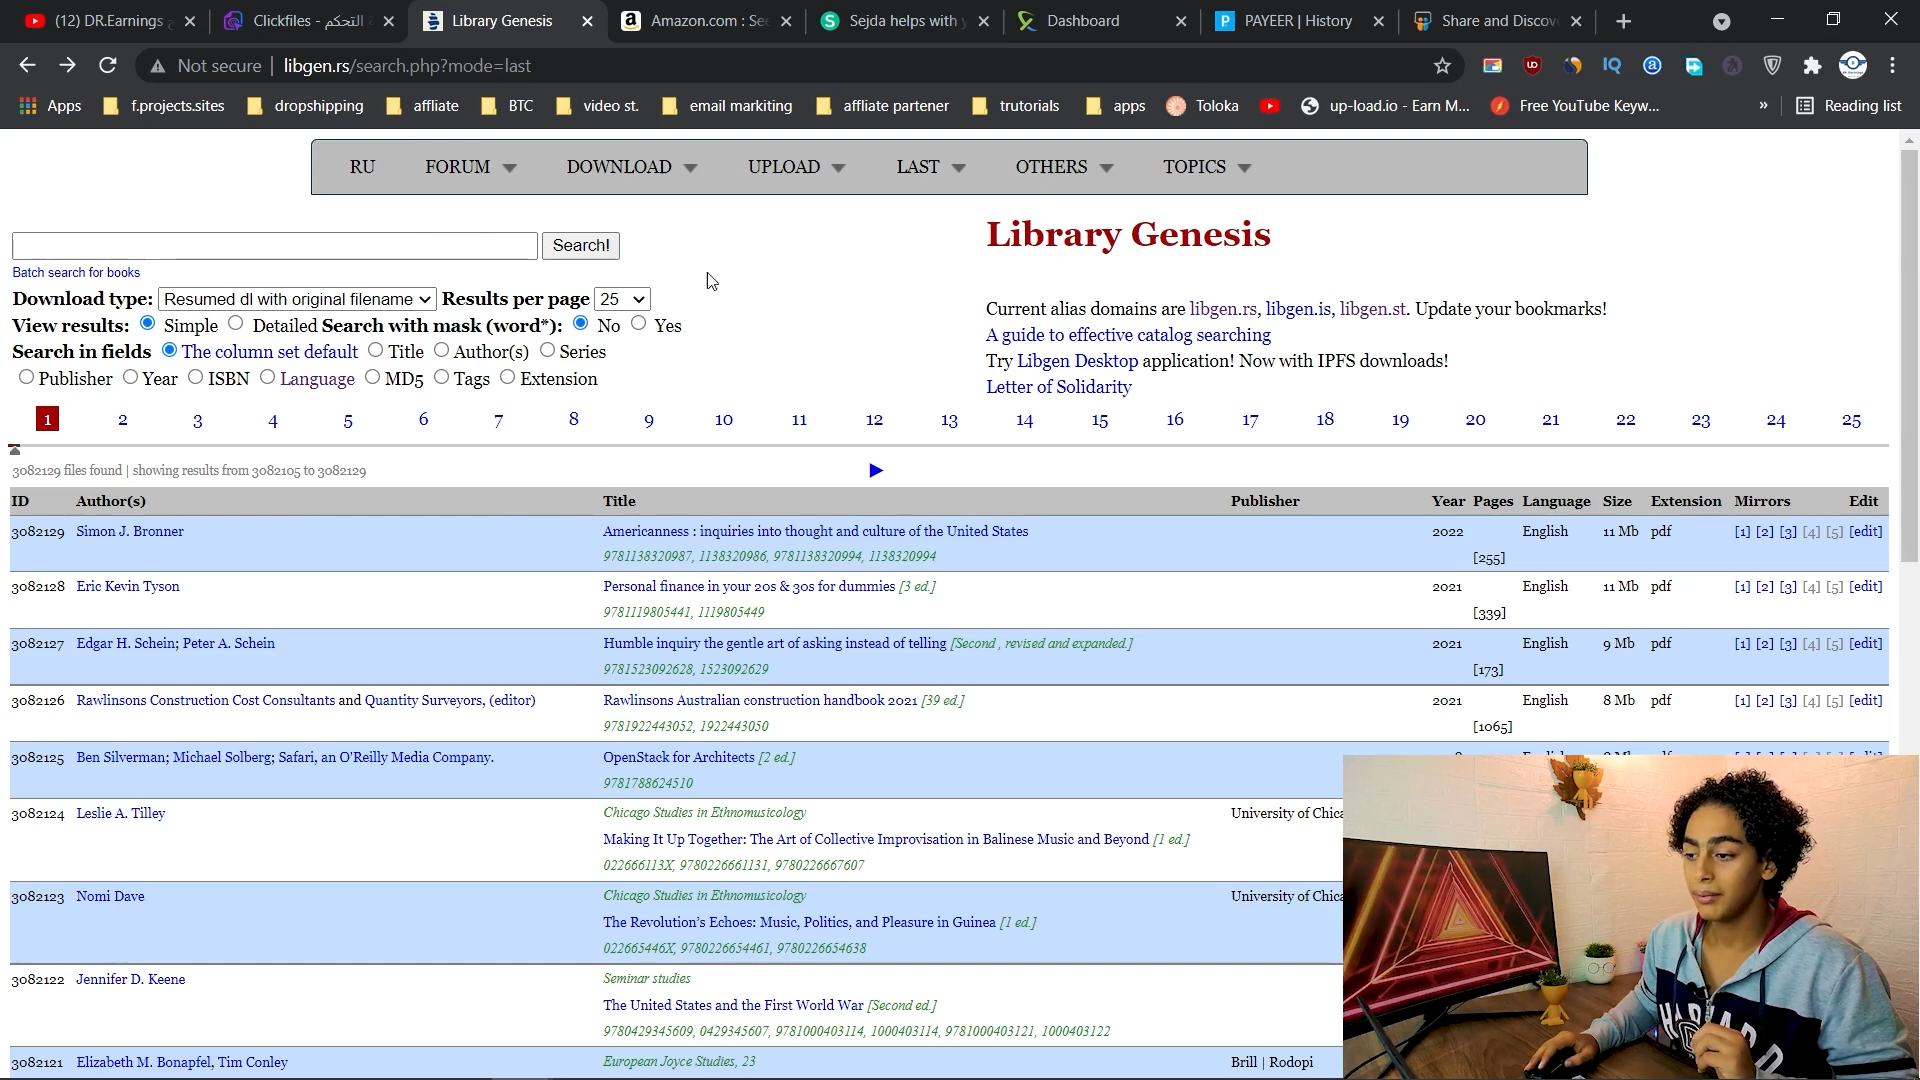 (12) DR.Earnings
Clickfiles - التحكم
Library Genesis
Amazon.com : See
Sejda helps with y
Dashboard
PAYEER | History
Share and Discov
Not secure | libgen.rs/search.php?mode=last
Apps
f.projects.sites
dropshipping
affliate
BTC
video st.
email markiting
affliate partener
trutorials
apps
Toloka
up-load.io - Earn M...
Free YouTube Keyw...
» Reading list
RU FORUM DOWNLOAD UPLOAD LAST OTHERS TOPICS
Search!
Library Genesis
Batch search for books
Download type: Resumed dl with original filename Results per page 25
View results: Simple Detailed Search with mask (word*): No Yes
Search in fields The column set default Title Author(s) Series
Publisher Year ISBN Language MD5 Tags Extension
Current alias domains are libgen.rs, libgen.is, libgen.st. Update your bookmarks!
A guide to effective catalog searching
Try Libgen Desktop application! Now with IPFS downloads!
Letter of Solidarity
1 2 3 4 5 6 7 8 9 10 11 12 13 14 15 16 17 18 19 20 21 22 23 24 25
3082129 files found | showing results from 3082105 to 3082129
ID Author(s) Title Publisher Year Pages Language Size Extension Mirrors Edit
3082129 Simon J. Bronner Americanness : inquiries into thought and culture of the United States 2022 English 11 Mb pdf [1] [2] [3] [4] [5] [edit]
9781138320987, 1138320986, 9781138320994, 1138320994 [255]
3082128 Eric Kevin Tyson Personal finance in your 20s & 30s for dummies [3 ed.] 2021 English 11 Mb pdf [1] [2] [3] [4] [5] [edit]
9781119805441, 1119805449 [339]
3082127 Edgar H. Schein; Peter A. Schein Humble inquiry the gentle art of asking instead of telling [Second , revised and expanded.] 2021 English 9 Mb pdf [1] [2] [3] [4] [5] [edit]
9781523092628, 1523092629 [173]
3082126 Rawlinsons Construction Cost Consultants and Quantity Surveyors, (editor) Rawlinsons Australian construction handbook 2021 [39 ed.] 2021 English 8 Mb pdf [1] [2] [3] [4] [5] [edit]
9781922443052, 1922443050 [1065]
3082125 Ben Silverman; Michael Solberg; Safari, an O'Reilly Media Company. OpenStack for Architects [2 ed.]
9781788624510
3082124 Leslie A. Tilley Chicago Studies in Ethnomusicology University of Chica
Making It Up Together: The Art of Collective Improvisation in Balinese Music and Beyond [1 ed.]
022666113X, 9780226661131, 9780226667607
3082123 Nomi Dave Chicago Studies in Ethnomusicology University of Chica
The Revolution's Echoes: Music, Politics, and Pleasure in Guinea [1 ed.]
022665446X, 9780226654461, 9780226654638
3082122 Jennifer D. Keene Seminar studies
The United States and the First World War [Second ed.]
9780429345609, 0429345607, 9781000403114, 1000403114, 9781000403121, 1000403122
3082121 Elizabeth M. Bonapfel, Tim Conley European Joyce Studies, 23 Brill | Rodopi